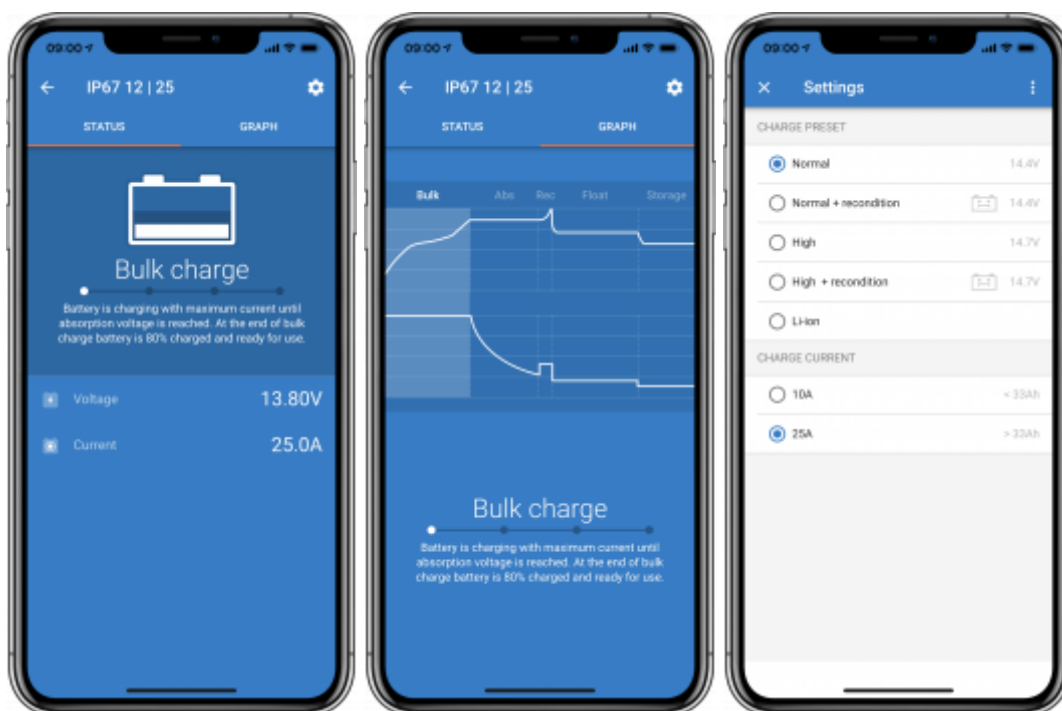 09:00
IP67 12 | 25
STATUS GRAPH
Bulk charge
Battery is charging with maximum current until
absorption voltage is reached. At the end of bulk
charge battery is 80% charged and ready for use.
Voltage 13.80V
Current 25.0A
09:00
IP67 12 | 25
STATUS GRAPH
Bulk Abs Rec Float Storage
Bulk charge
Battery is charging with maximum current until
absorption voltage is reached. At the end of bulk
charge battery is 80% charged and ready for use.
09:00
Settings
CHARGE PRESET
Normal 14.4V
Normal + recondition 14.4V
High 14.7V
High + recondition 14.7V
Li-ion
CHARGE CURRENT
10A < 33Ah
25A > 33Ah